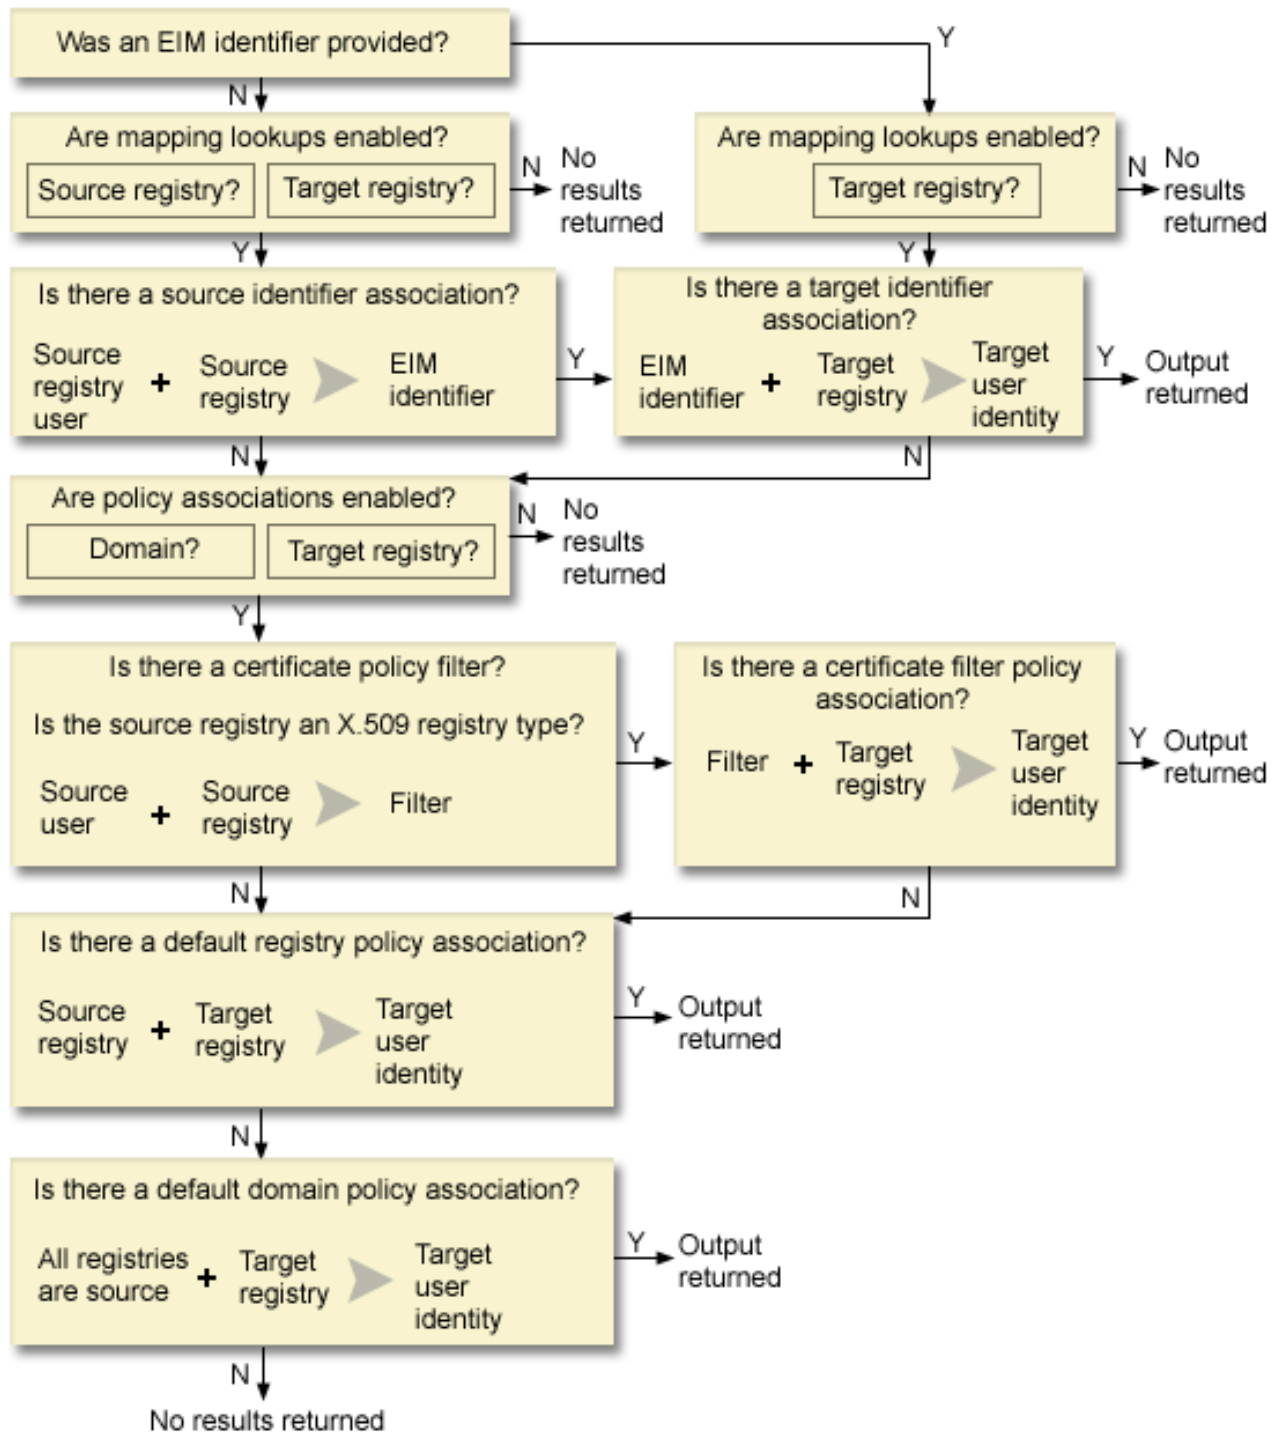 Was an EIM identifier provided?
Y
N
Are mapping lookups enabled?
Source registry?
Target registry?
N
No
results
returned
Are mapping lookups enabled?
Target registry?
N
No
results
returned
Y
Y
Is there a source identifier association?
Source
registry
user
+
Source
registry
EIM
identifier
Y
Is there a target identifier
association?
EIM
identifier
+
Target
registry
Target
user
identity
Y
Output
returned
N
N
Are policy associations enabled?
Domain?
Target registry?
N
No
results
returned
Y
Is there a certificate policy filter?
Is the source registry an X.509 registry type?
Source
user
+
Source
registry
Filter
Y
Is there a certificate filter policy
association?
Filter
+
Target
registry
Target
user
identity
Y
Output
returned
N
N
Is there a default registry policy association?
Source
registry
+
Target
registry
Target
user
identity
Y
Output
returned
N
Is there a default domain policy association?
All registries
are source
+
Target
registry
Target
user
identity
Y
Output
returned
N
No results returned